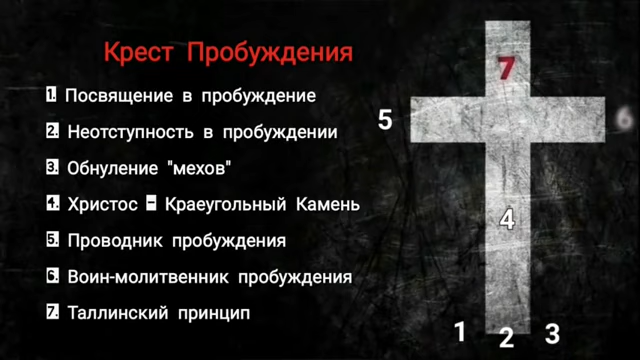 Крест Пробуждения
1. Посвящение в пробуждение
2. Неотступность в пробуждении
3. Обнуление "мехов"
4. Христос - Краеугольный Камень
5. Проводник пробуждения
6. Воин-молитвенник пробуждения
7. Таллинский принцип
7
5
6
4
1 2 3